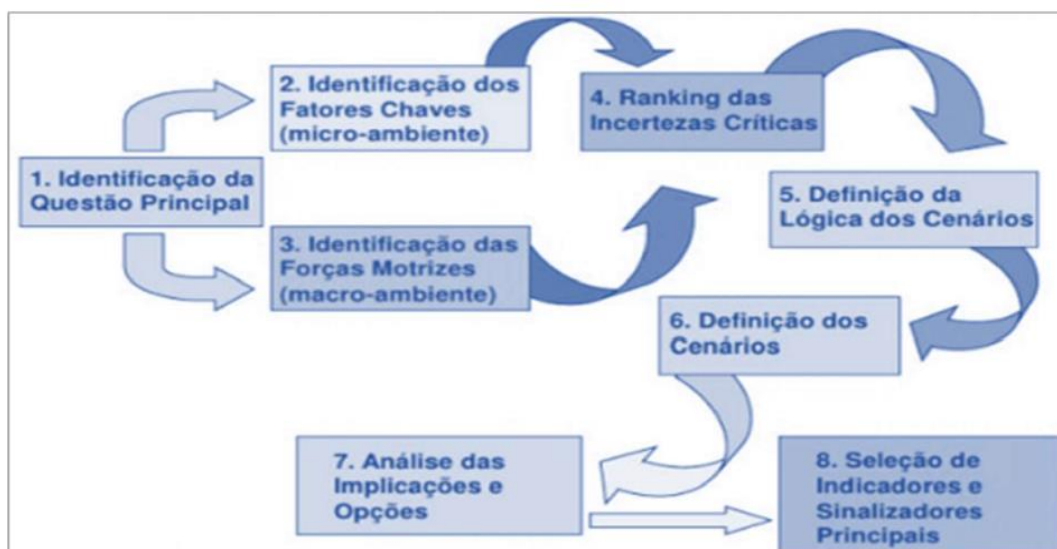 1. Identificação da
Questão Principal
2. Identificação dos
Fatores Chaves
(micro-ambiente)
3. Identificação das
Forças Motrizes
(macro-ambiente)
4. Ranking das
Incertezas Críticas
5. Definição da
Lógica dos Cenários
6. Definição dos
Cenários
7. Análise das
Implicações e
Opções
8. Seleção de
Indicadores e
Sinalizadores
Principais